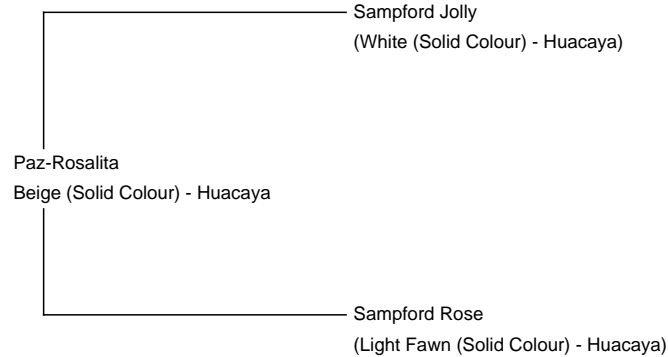 Sampford Jolly
(White (Solid Colour) - Huacaya)
Paz-Rosalita
Beige (Solid Colour) - Huacaya
Sampford Rose
(Light Fawn (Solid Colour) - Huacaya)